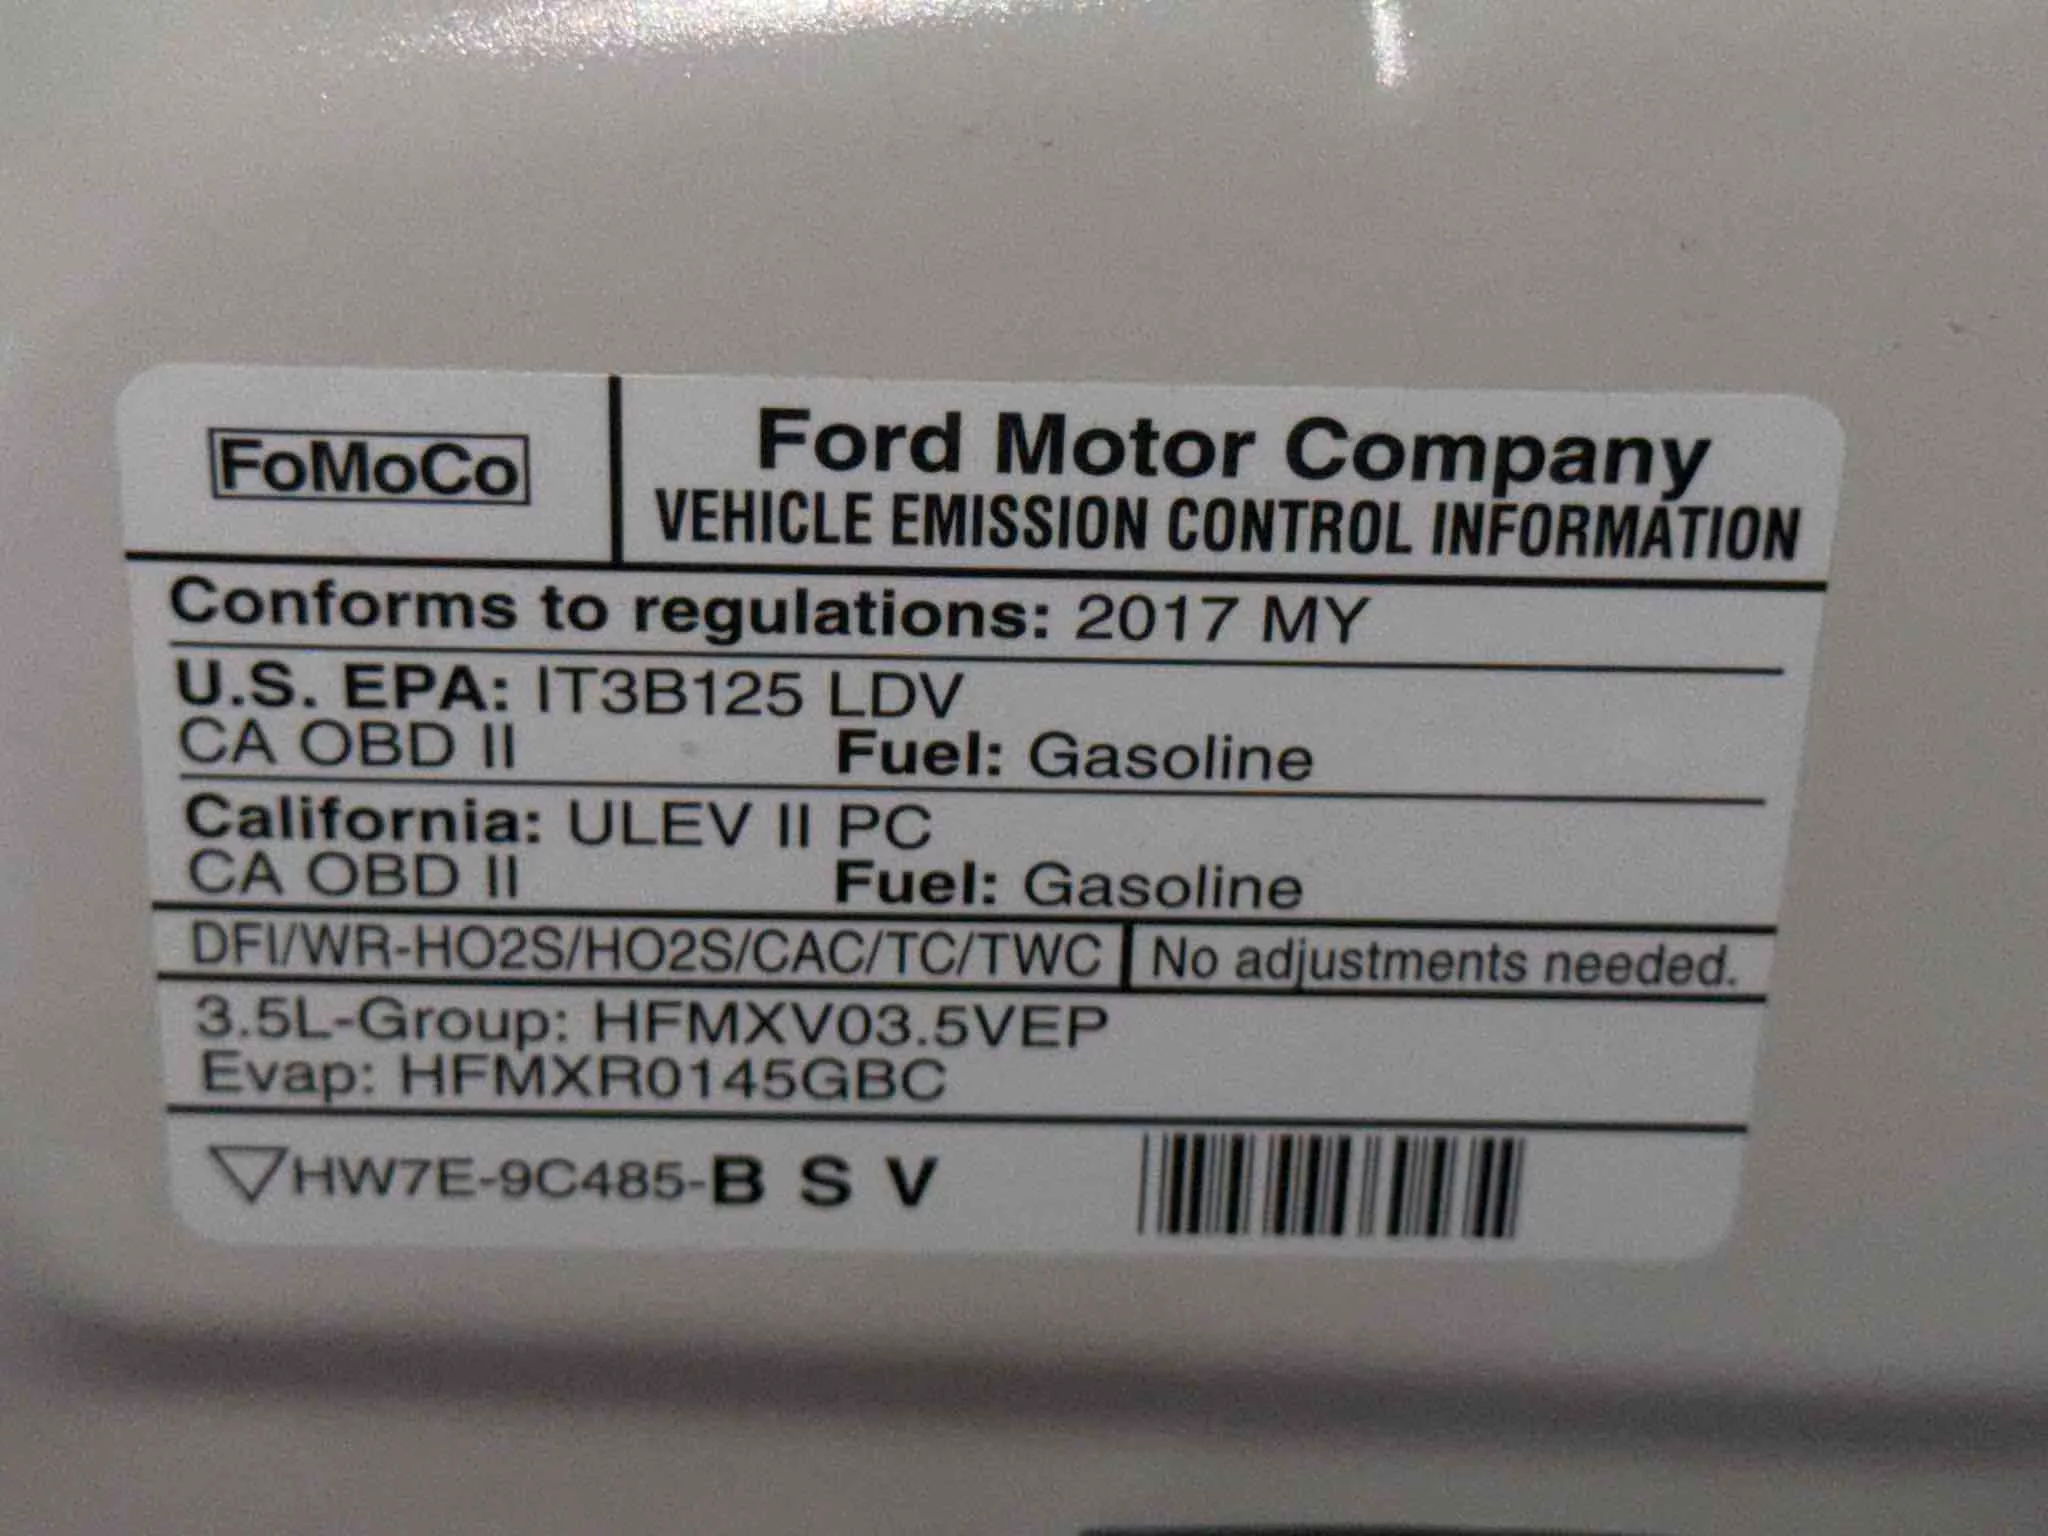 FoMoCo
Ford Motor Company
VEHICLE EMISSION CONTROL INFORMATION
Conforms to regulations: 2017 MY
U.S. EPA: IT3B125 LDV
CA OBD II Fuel: Gasoline
California: ULEV II PC
CA OBD II Fuel: Gasoline
DFI/WR-HO2S/HO2S/CAC/TC/TWC No adjustments needed.
3.5L-Group: HFMXV03.5VEP
Evap: HFMXR0145GBC
HW7E-9C485-B S V